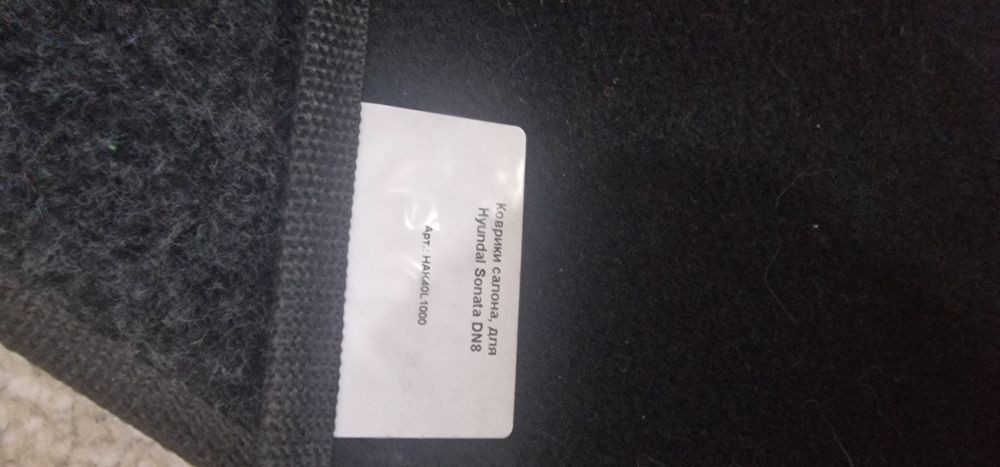 Коврики салона, для
Hyundai Sonata DN8
Арт.: HAK40L1000